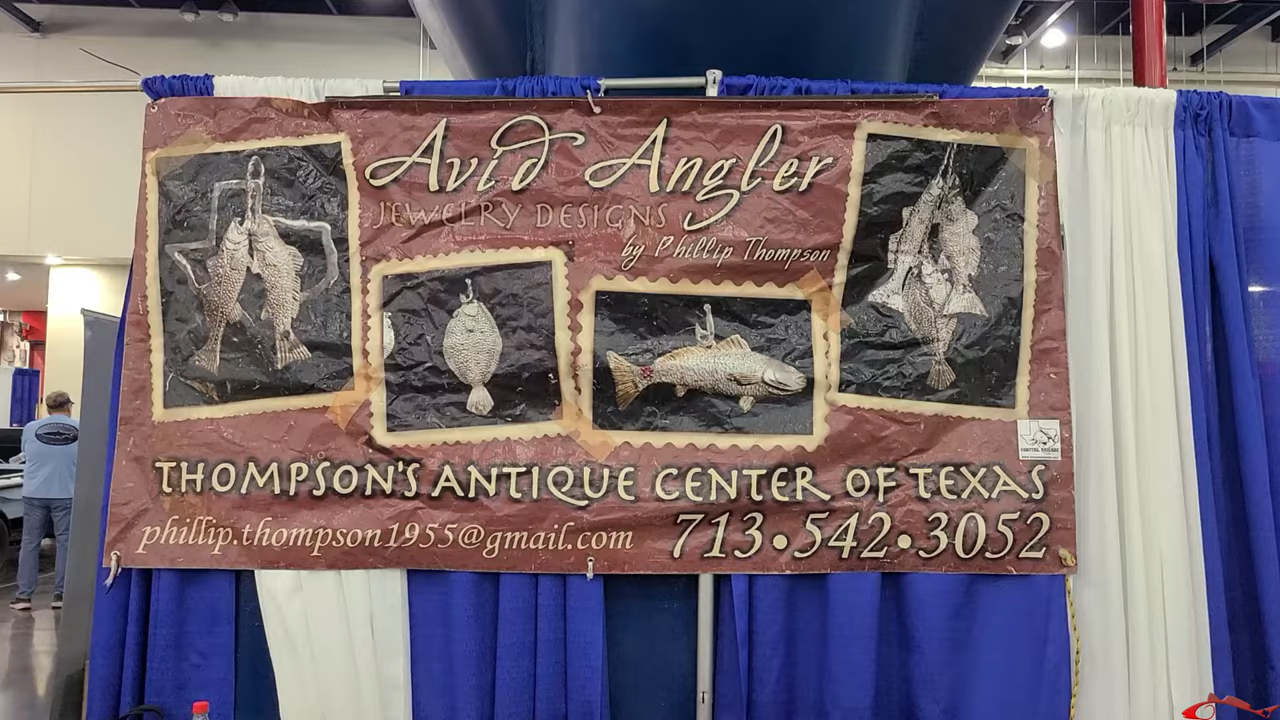 Avid Angler
JEWELRY DESIGNS
by Phillip Thompson
THOMPSON'S ANTIQUE CENTER OF TEXAS
phillip.thompson1955@gmail.com
713•542•3052